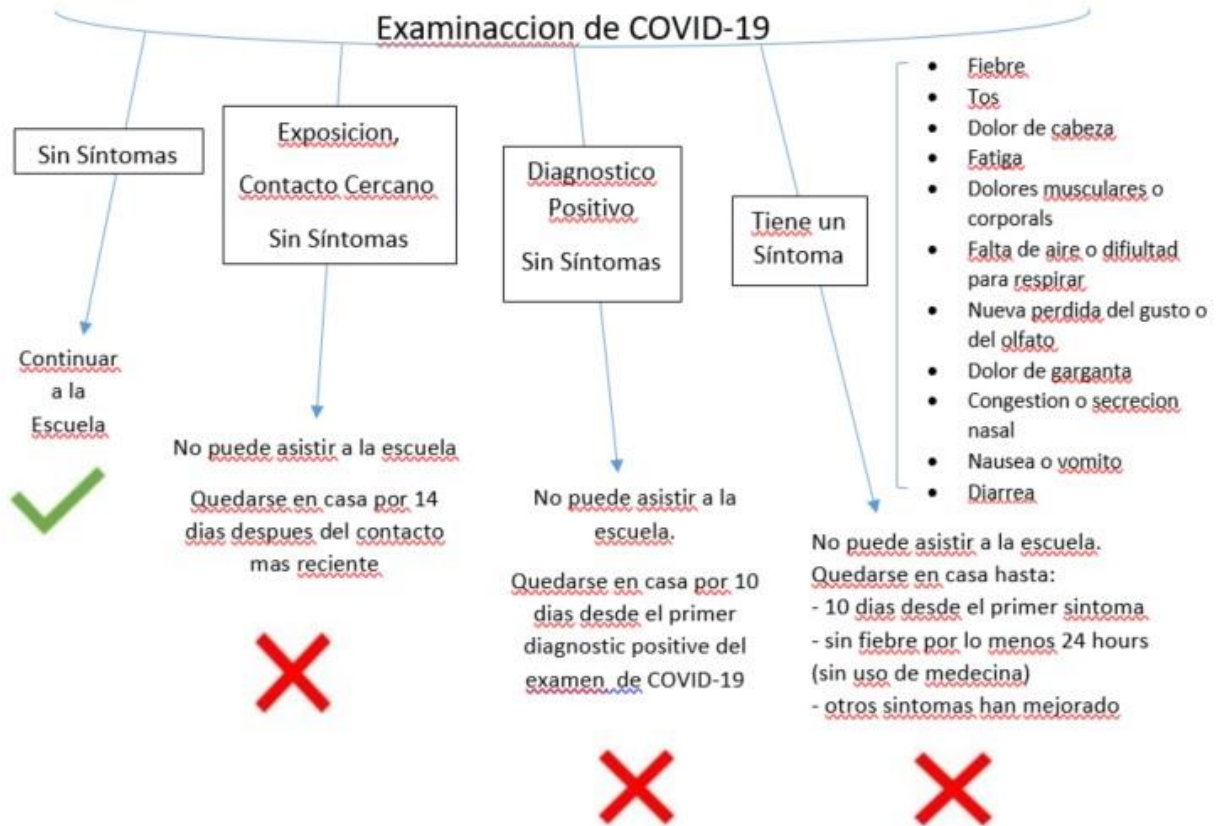 Examinaccion de COVID-19
Sin Síntomas
Continuar
a la
Escuela
Exposicion,
Contacto Cercano
Sin Síntomas
No puede asistir a la escuela
Quedarse en casa por 14
dias despues del contacto
mas reciente
Diagnostico
Positivo
Sin Síntomas
No puede asistir a la
escuela.
Quedarse en casa por 10
dias desde el primer
diagnostic positive del
examen de COVID-19
Tiene un
Síntoma
• Fiebre
• Tos
• Dolor de cabeza
• Fatiga
• Dolores musculares o
corporals
• Falta de aire o difiultad
para respirar
• Nueva perdida del gusto o
del olfato
• Dolor de garganta
• Congestion o secrecion
nasal
• Nausea o vomito
• Diarrea
No puede asistir a la escuela.
Quedarse en casa hasta:
- 10 dias desde el primer sintoma
- sin fiebre por lo menos 24 hours
(sin uso de medecina)
- otros sintomas han mejorado